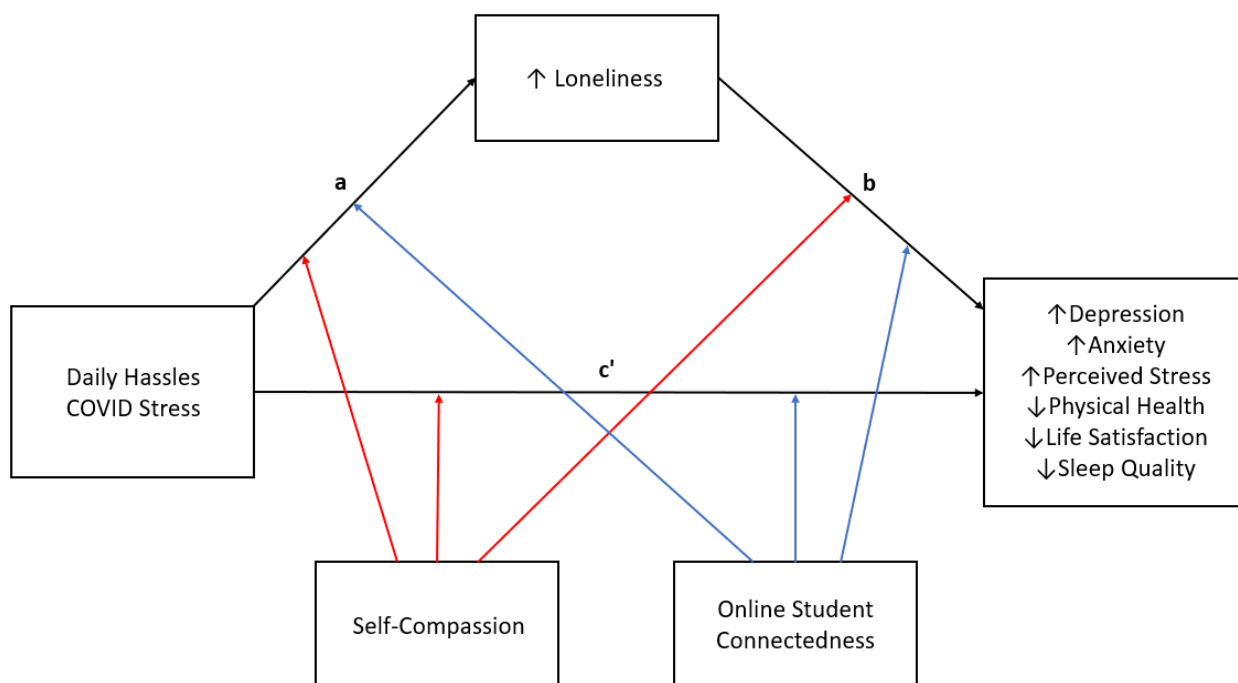 ↑ Loneliness
a
b
Daily Hassles
COVID Stress
c'
↑Depression
↑Anxiety
↑Perceived Stress
↓Physical Health
↓Life Satisfaction
↓Sleep Quality
Self-Compassion
Online Student
Connectedness